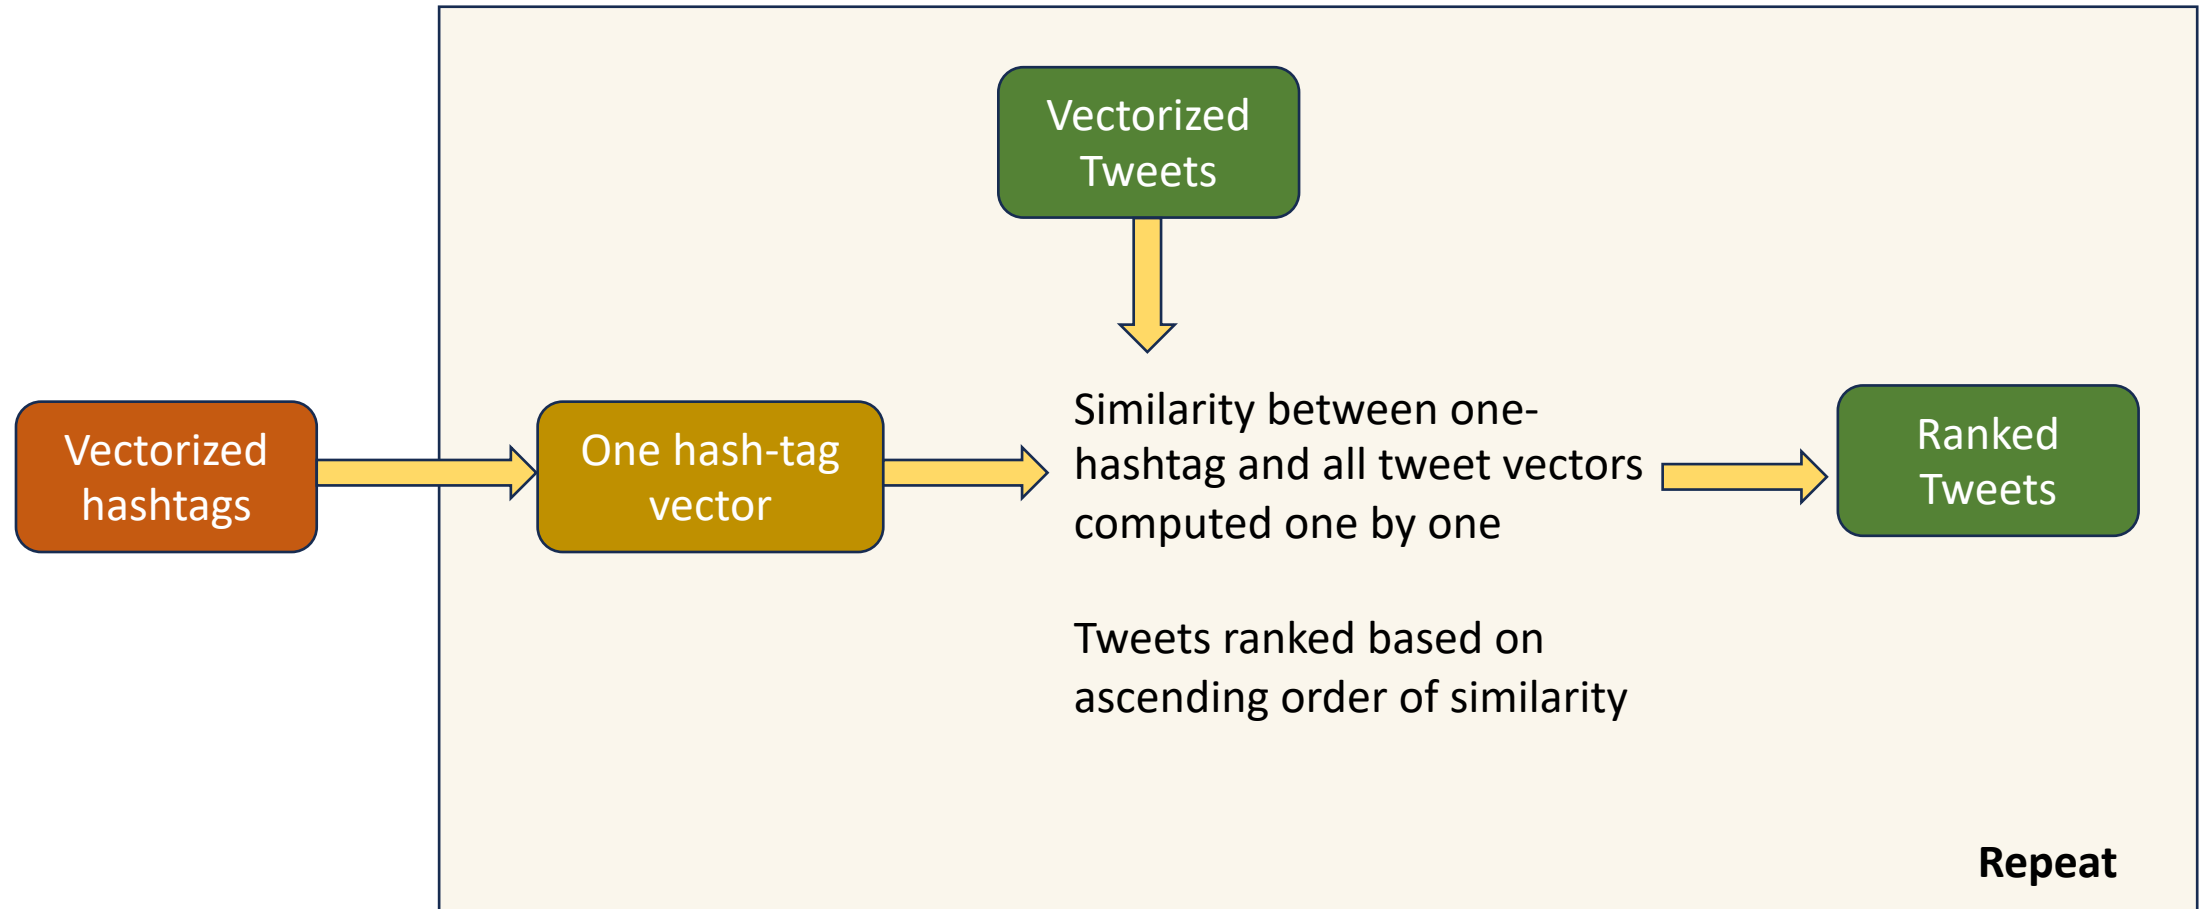 Vectorized
Tweets
Vectorized
hashtags
One hash-tag
vector
Similarity between one-
hashtag and all tweet vectors
computed one by one
Tweets ranked based on
ascending order of similarity
Ranked
Tweets
Repeat